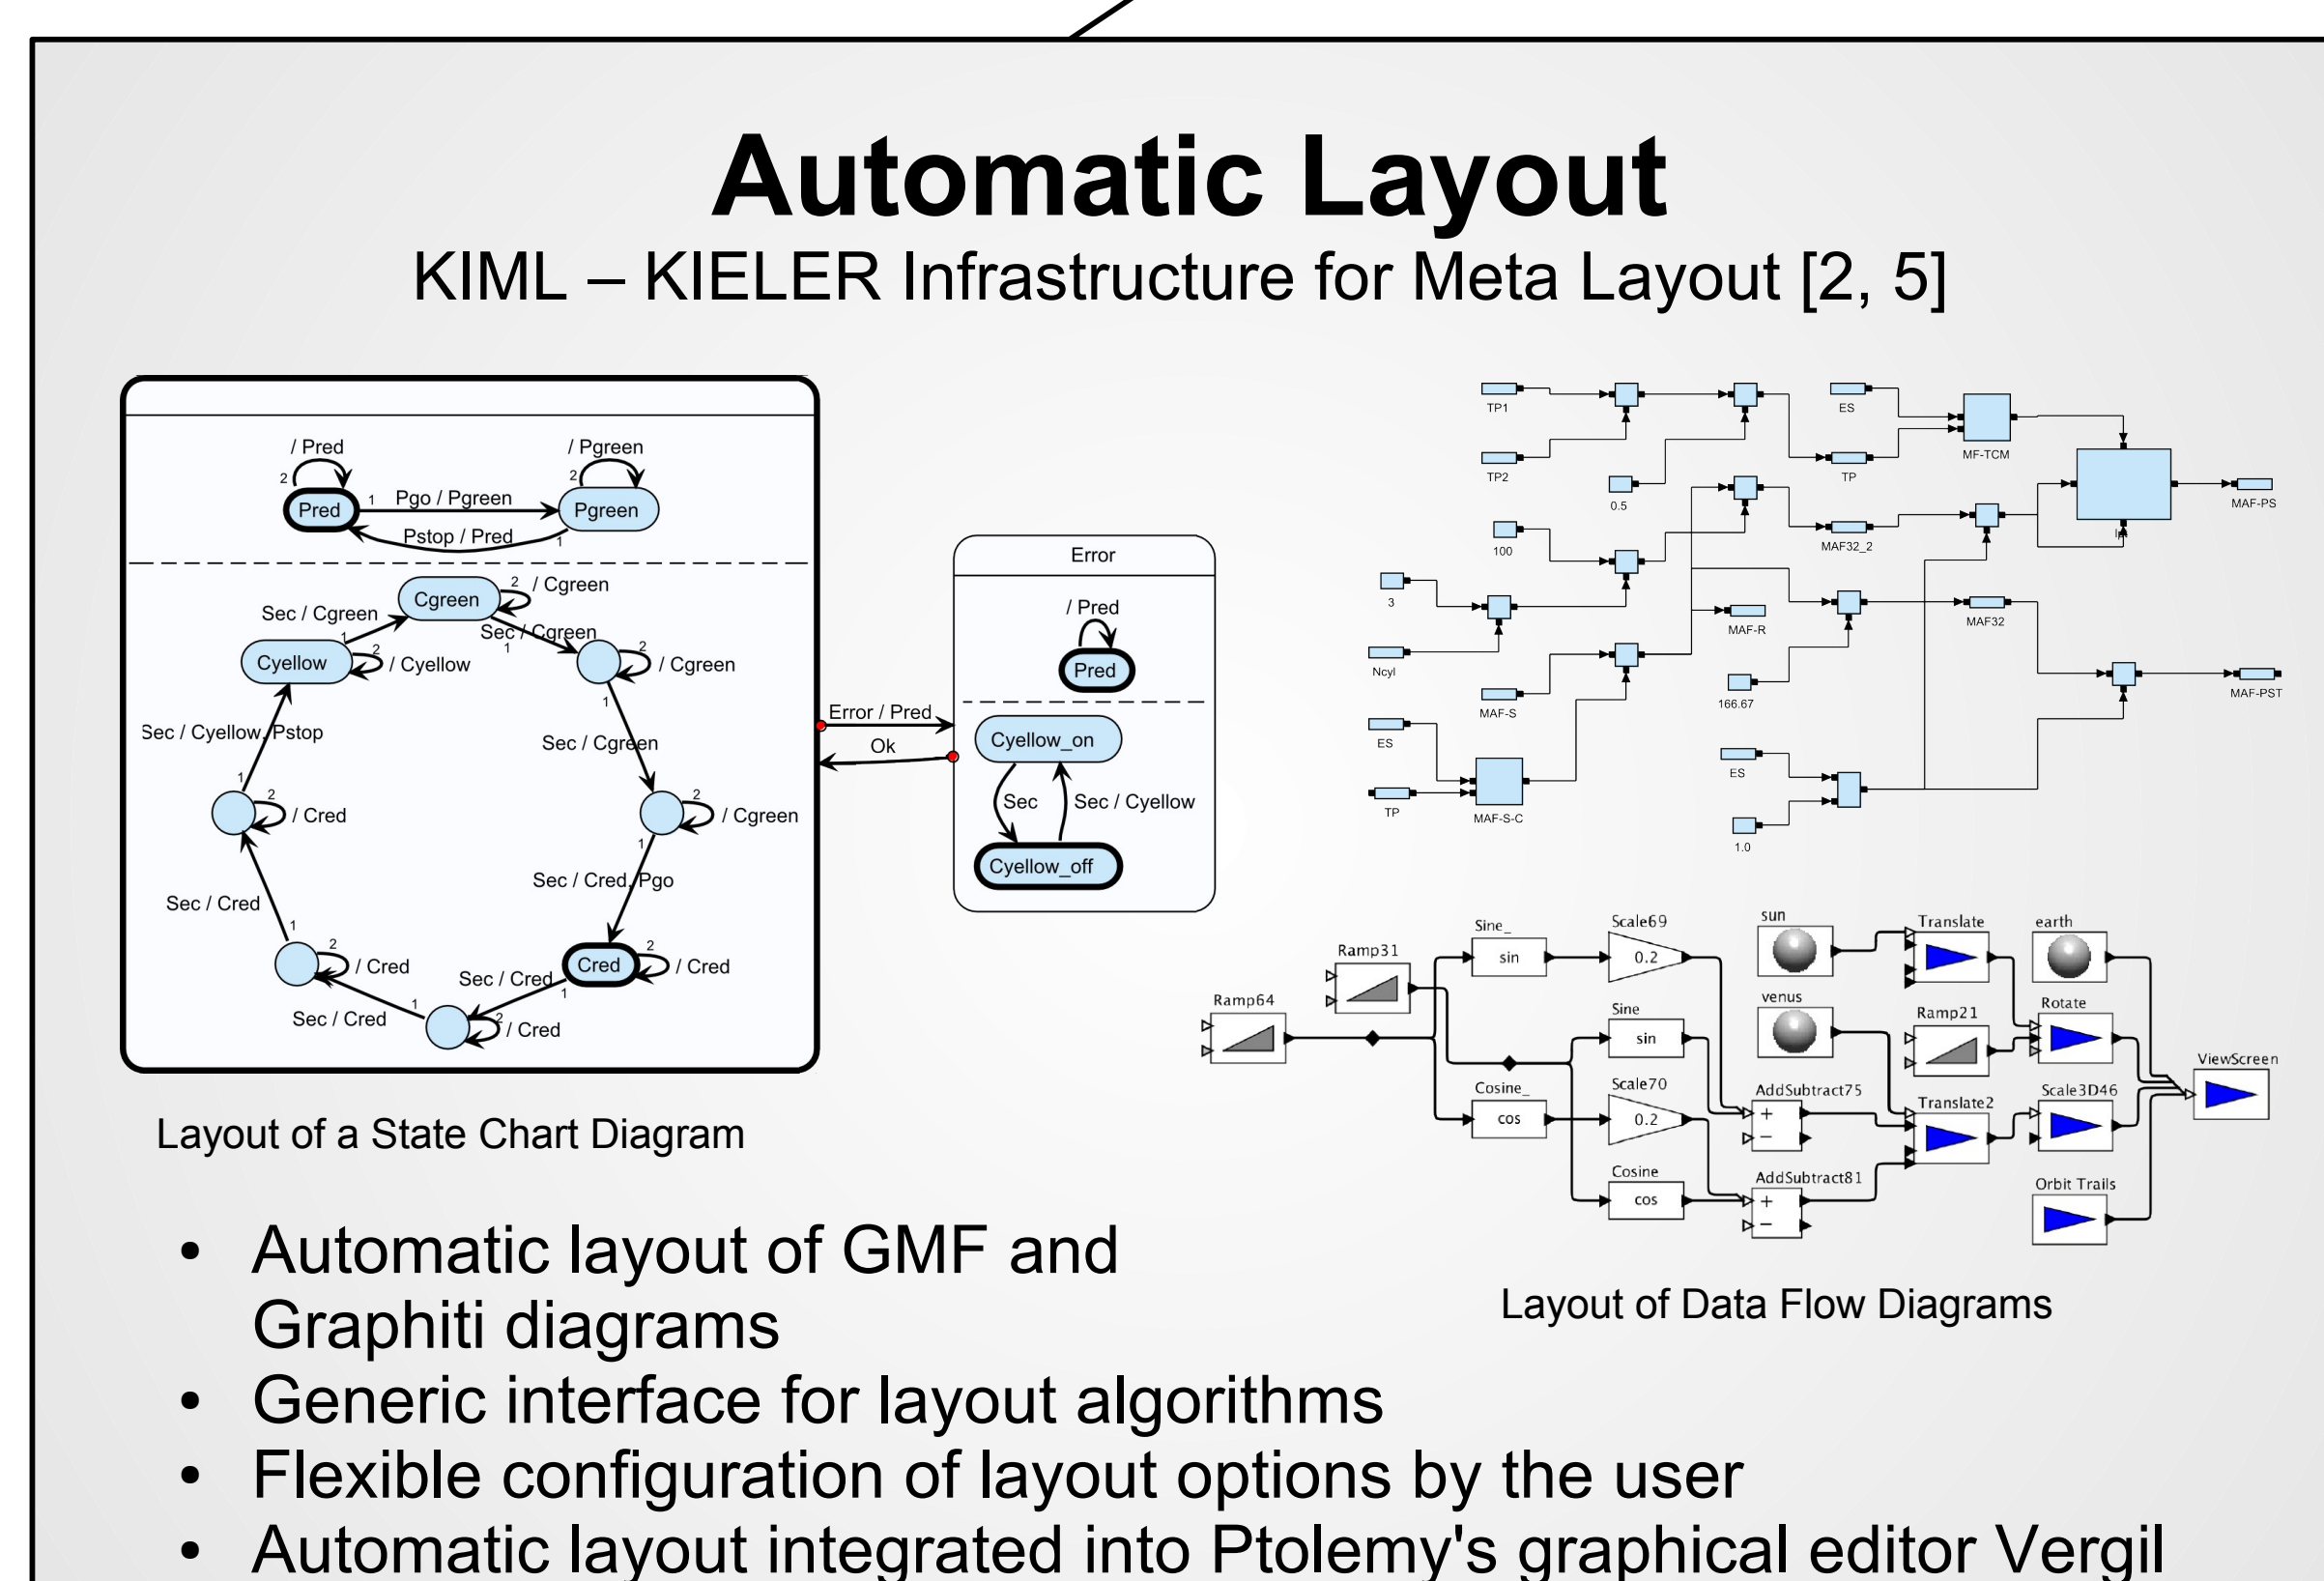 Automatic Layout
KIML – KIELER Infrastructure for Meta Layout [2, 5]
/ Pred
/ Pgreen
2
2
Pred
1
Pgo / Pgreen
Pgreen
Pstop / Pred
1
Cgreen
2
/ Cgreen
Sec / Cgreen
1
Sec / Cgreen
1
Cyellow
2
/ Cyellow
2
/ Cgreen
1
Sec / Cyellow, Pstop
Sec / Cgreen
1
2
/ Cred
2
/ Cgreen
1
Sec / Cred, Pgo
Sec / Cred
1
2
/ Cred
Cred
2
/ Cred
Sec / Cred
1
1
Sec / Cred
2
/ Cred
Error / Pred
Ok
Error
/ Pred
Pred
Cyellow_on
Sec
Sec / Cyellow
Cyellow_off
Layout of a State Chart Diagram
TP1
ES
TP2
0.5
TP
MF-TCM
MAF-PS
100
MAF32_2
3
MAF-R
MAF32
Ncyl
MAF-S
166.67
MAF-PST
ES
ES
TP
MAF-S-C
1.0
Ramp64
Ramp31
Sine_
sin
Scale69
0.2
sun
Translate
earth
Sine
sin
venus
Ramp21
Rotate
ViewScreen
Cosine_
cos
Scale70
0.2
AddSubtract75
+
−
Translate2
Scale3D46
Cosine
cos
AddSubtract81
+
−
Orbit Trails
Layout of Data Flow Diagrams
• Automatic layout of GMF and
Graphiti diagrams
• Generic interface for layout algorithms
• Flexible configuration of layout options by the user
• Automatic layout integrated into Ptolemy's graphical editor Vergil